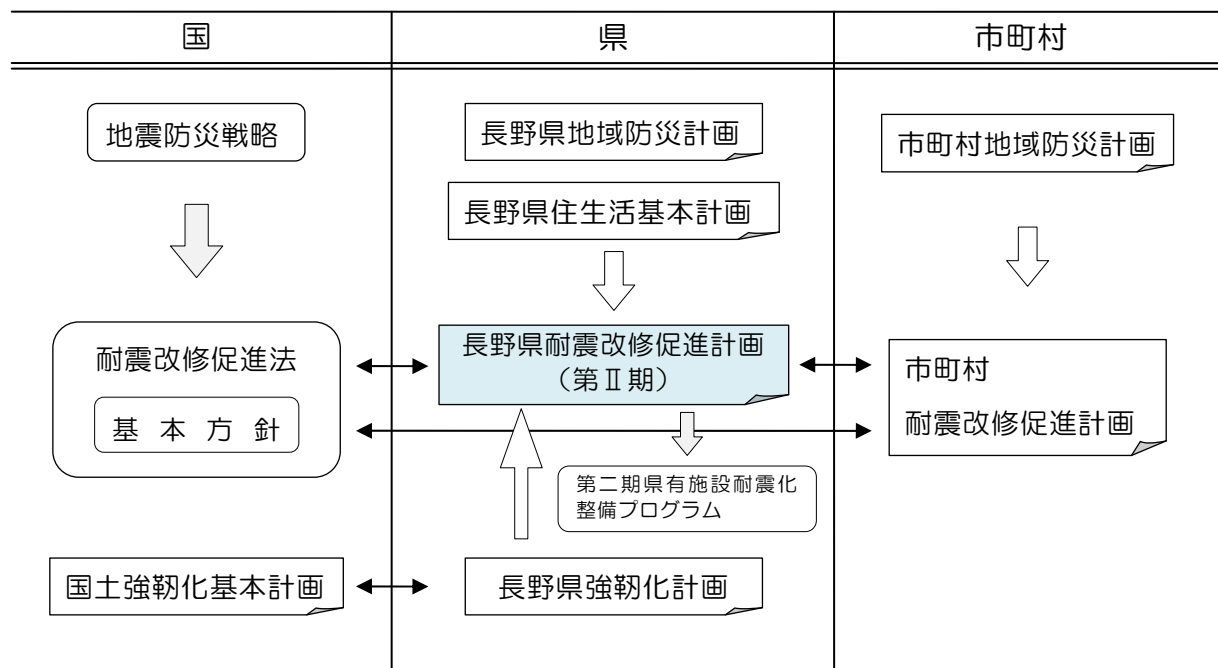 国
県
市町村
地震防災戦略
長野県地域防災計画
市町村地域防災計画
長野県住生活基本計画
耐震改修促進法
基本方針
長野県耐震改修促進計画
（第Ⅱ期）
市町村
耐震改修促進計画
第二期県有施設耐震化
整備プログラム
国土強靭化基本計画
長野県強靭化計画